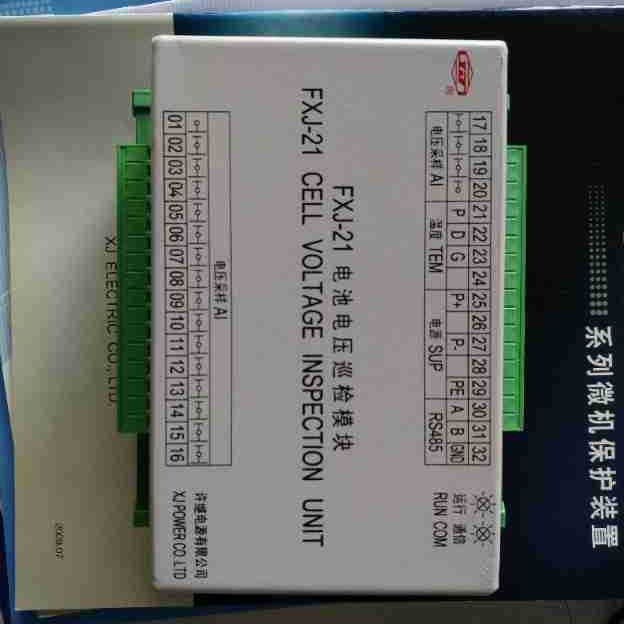 系列微机保护装置
17 18 19 20 21 22 23 24 25 26 27 28 29 30 31 32
P D G P+ P- PE A B GND
电压采样 AI 温度 TEM 电源 SUP RS485
运行 通信
RUN COM
FXJ-21 电池电压巡检模块
FXJ-21 CELL VOLTAGE INSPECTION UNIT
电压采样 AI
01 02 03 04 05 06 07 08 09 10 11 12 13 14 15 16
许继电源有限公司
XJ POWER CO.LTD
XJ ELECTRIC CO., LTD.
2009.07